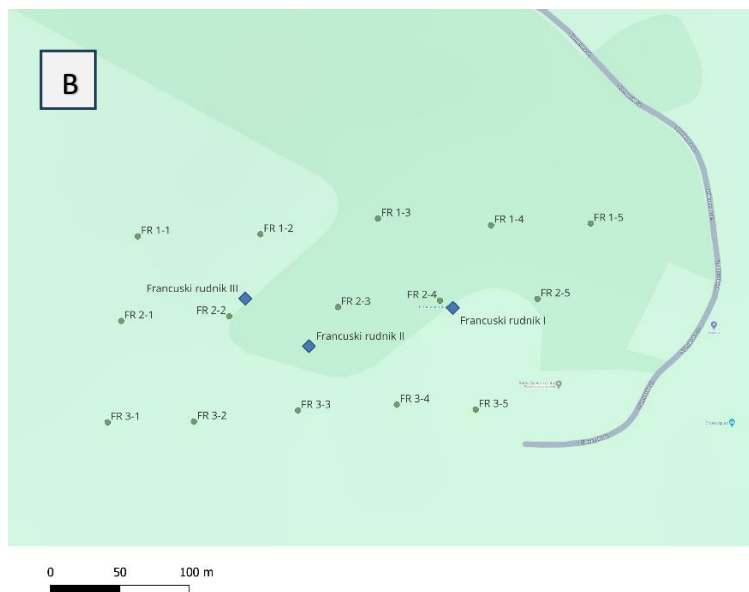 B
FR 1-1
FR 1-2
FR 1-3
FR 1-4
FR 1-5
Francuski rudnik III
FR 2-1
FR 2-2
FR 2-3
FR 2-4
FR 2-5
Francuski rudnik I
Francuski rudnik II
FR 3-1
FR 3-2
FR 3-3
FR 3-4
FR 3-5
0 50 100 m